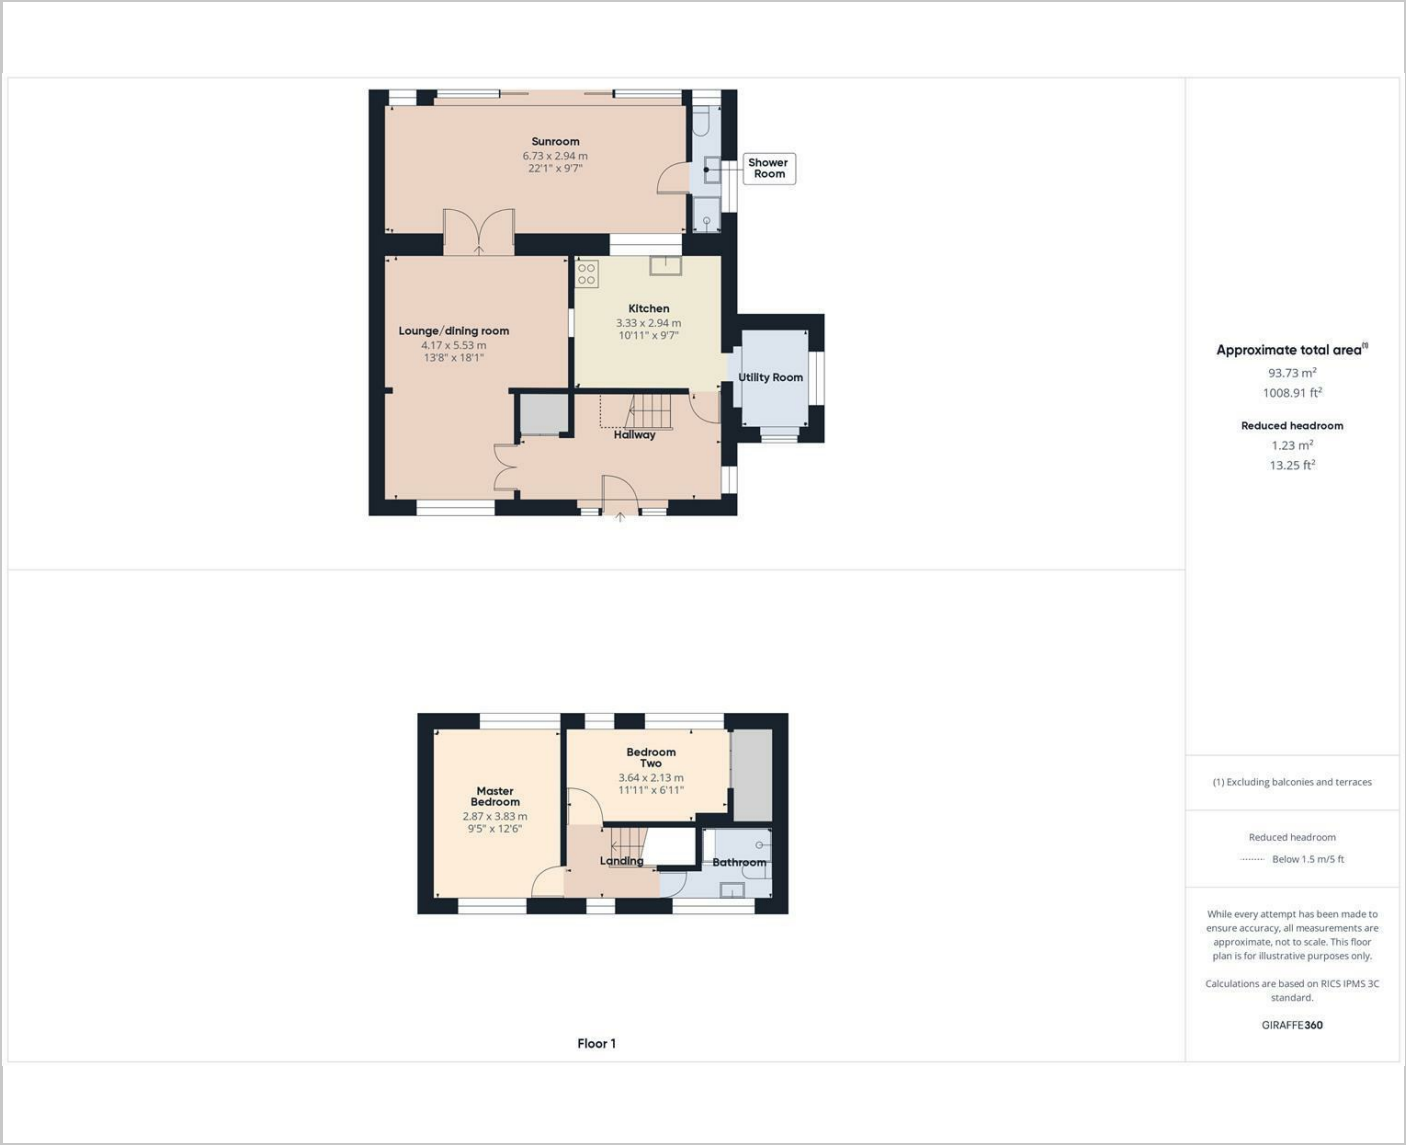 Sunroom
6.73 x 2.94 m
22'1" x 9'7"
Shower
Room
Kitchen
3.33 x 2.94 m
10'11" x 9'7"
Lounge/dining room
4.17 x 5.53 m
13'8" x 18'1"
Utility Room
Hallway
Approximate total area(1)
93.73 m²
1008.91 ft²
Reduced headroom
1.23 m²
13.25 ft²
Bedroom
Two
3.64 x 2.13 m
11'11" x 6'11"
Master
Bedroom
2.87 x 3.83 m
9'5" x 12'6"
Landing
Bathroom
Floor 1
(1) Excluding balconies and terraces
Reduced headroom
Below 1.5 m/5 ft
While every attempt has been made to
ensure accuracy, all measurements are
approximate, not to scale. This floor
plan is for illustrative purposes only.
Calculations are based on RICS IPMS 3C
standard.
GIRAFFE360